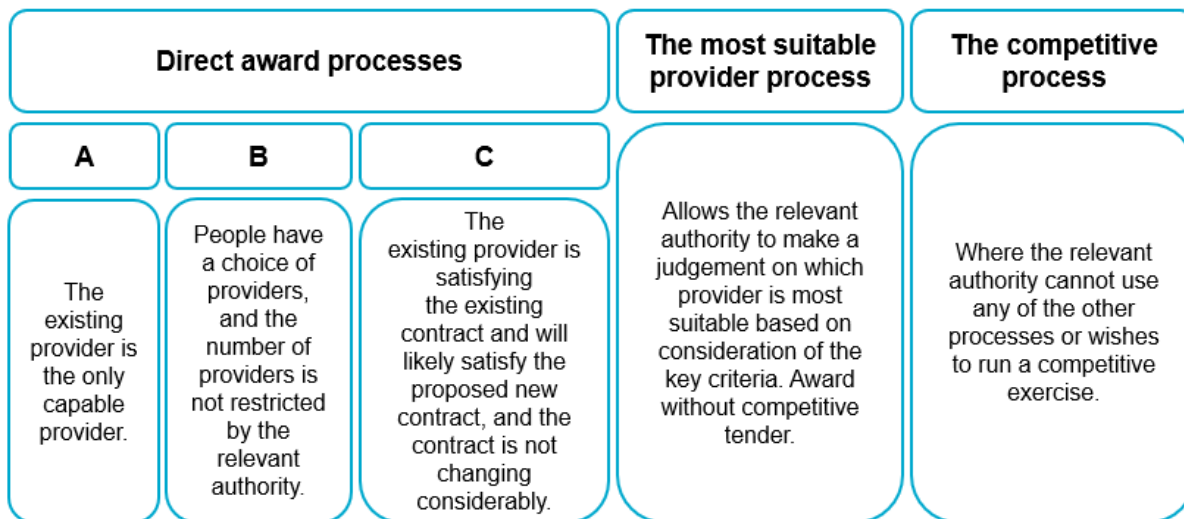 Direct award processes
The most suitable
provider process
The competitive
process
A
B
C
The
existing
provider is
the only
capable
provider.
People have
a choice of
providers,
and the
number of
providers is
not restricted
by the
relevant
authority.
The
existing provider is
satisfying
the existing
contract and will
likely satisfy the
proposed new
contract, and the
contract is not
changing
considerably.
Allows the relevant
authority to make a
judgement on which
provider is most
suitable based on
consideration of the
key criteria. Award
without competitive
tender.
Where the relevant
authority cannot use
any of the other
processes or wishes
to run a competitive
exercise.